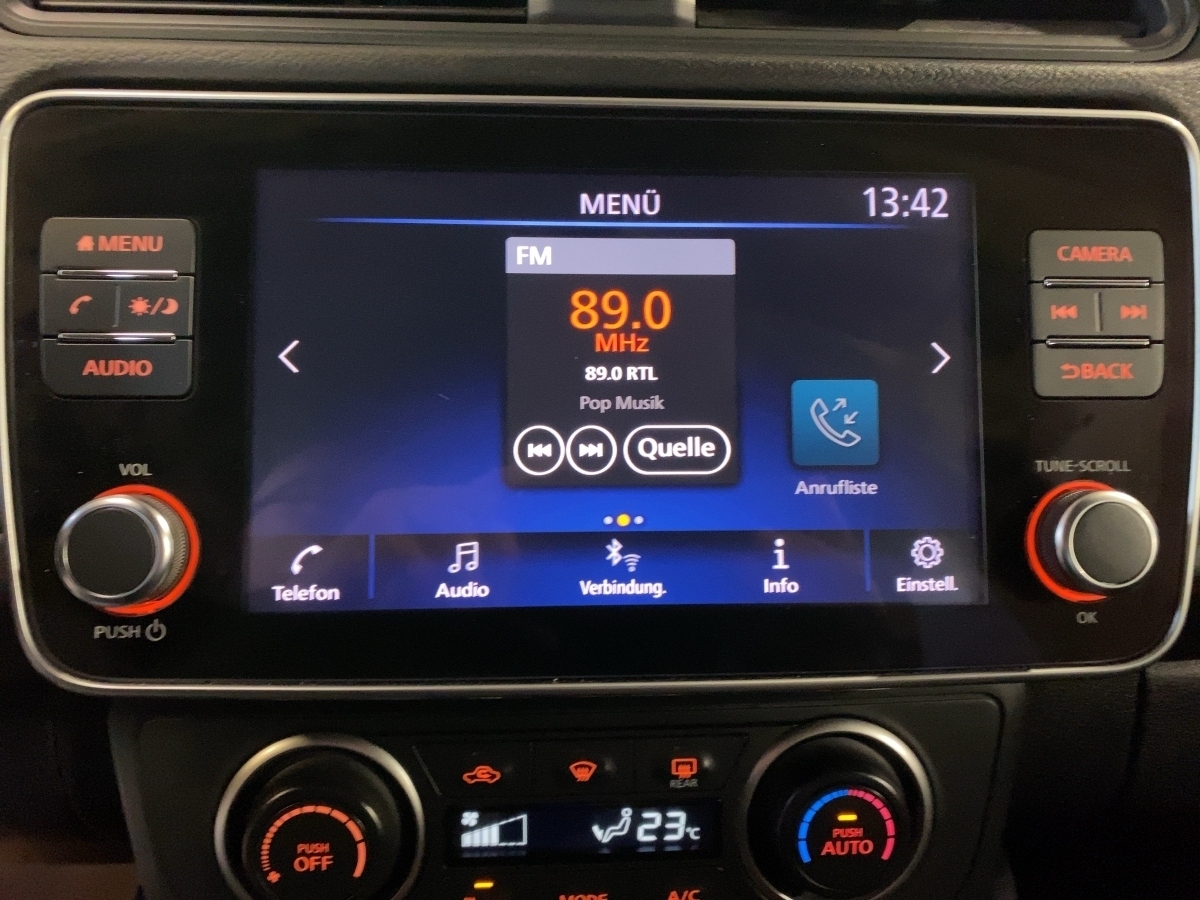 MENÜ
13:42
MENU
AUDIO
VOL
PUSH
FM
89.0
MHz
89.0 RTL
Pop Musik
Quelle
Anrufliste
Telefon
Audio
Verbindung.
Info
Einstell.
CAMERA
BACK
TUNE·SCROLL
OK
REAR
PUSH
OFF
23°C
PUSH
AUTO
MODE
A/C